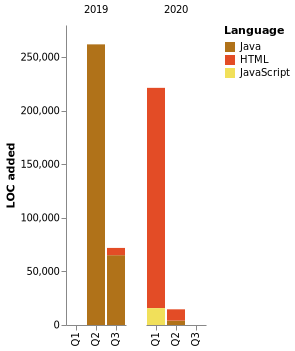 2019
2020
Language
Java
HTML
JavaScript
LOC added
250,000
200,000
150,000
100,000
50,000
0
Q1
Q2
Q3
Q1
Q2
Q3